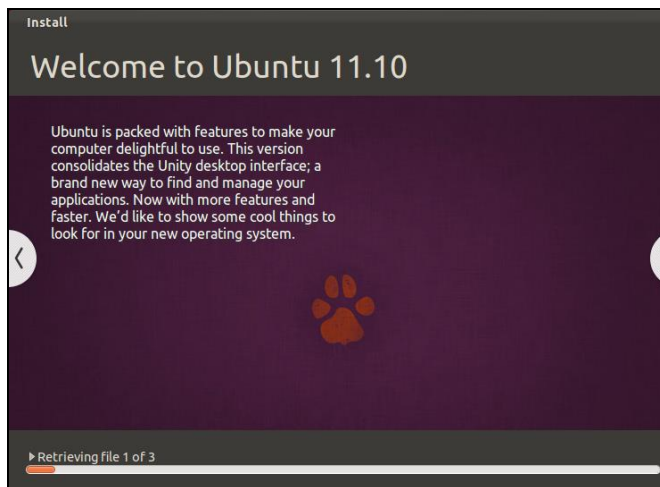 Install
Welcome to Ubuntu 11.10
Ubuntu is packed with features to make your
computer delightful to use. This version
consolidates the Unity desktop interface; a
brand new way to find and manage your
applications. Now with more features and
faster. We'd like to show some cool things to
look for in your new operating system.
Retrieving file 1 of 3